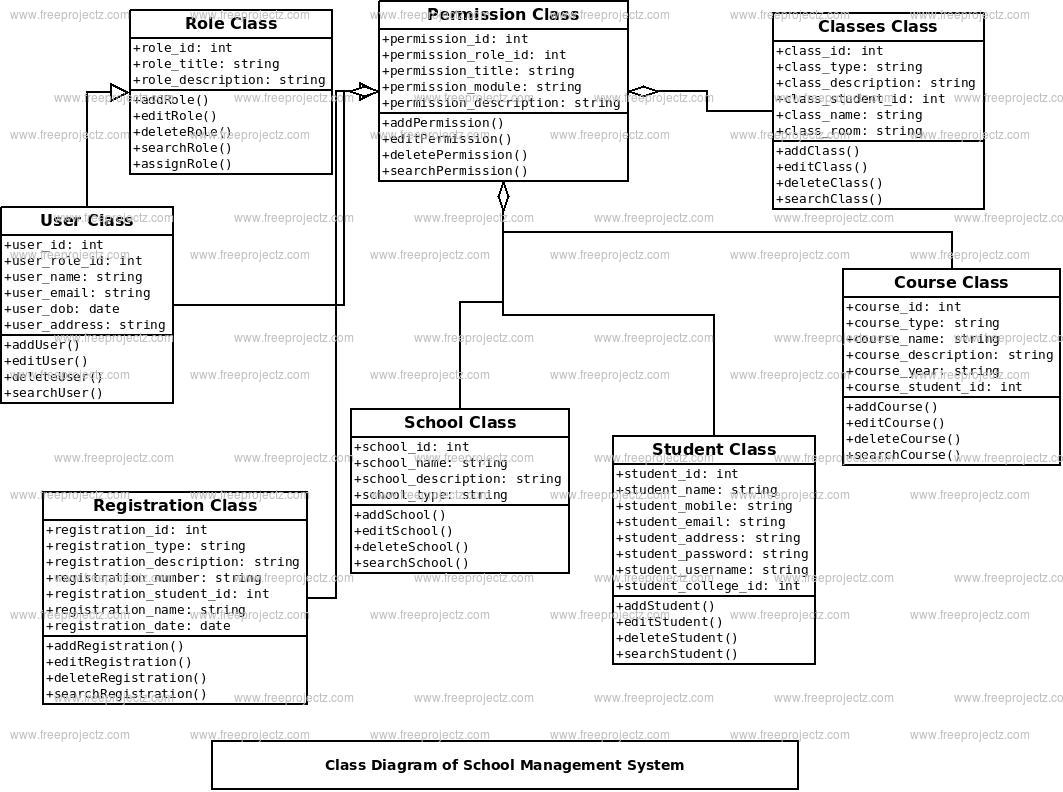 Role Class
+role_id: int
+role_title: string
+role_description: string
+addRole()
+editRole()
+deleteRole()
+searchRole()
+assignRole()
Permission Class
+permission_id: int
+permission_role_id: int
+permission_title: string
+permission_module: string
+permission_description: string
+addPermission()
+editPermission()
+deletePermission()
+searchPermission()
Classes Class
+class_id: int
+class_type: string
+class_description: string
+class_student_id: int
+class_name: string
+class_room: string
+addClass()
+editClass()
+deleteClass()
+searchClass()
User Class
+user_id: int
+user_role_id: int
+user_name: string
+user_email: string
+user_dob: date
+user_address: string
+addUser()
+editUser()
+deleteUser()
+searchUser()
Course Class
+course_id: int
+course_type: string
+course_name: string
+course_description: string
+course_year: string
+course_student_id: int
+addCourse()
+editCourse()
+deleteCourse()
+searchCourse()
School Class
+school_id: int
+school_name: string
+school_description: string
+school_type: string
+addSchool()
+editSchool()
+deleteSchool()
+searchSchool()
Student Class
+student_id: int
+student_name: string
+student_mobile: string
+student_email: string
+student_address: string
+student_password: string
+student_username: string
+student_college_id: int
+addStudent()
+editStudent()
+deleteStudent()
+searchStudent()
Registration Class
+registration_id: int
+registration_type: string
+registration_description: string
+registration_number: string
+registration_student_id: int
+registration_name: string
+registration_date: date
+addRegistration()
+editRegistration()
+deleteRegistration()
+searchRegistration()
Class Diagram of School Management System
www.freeprojectz.com